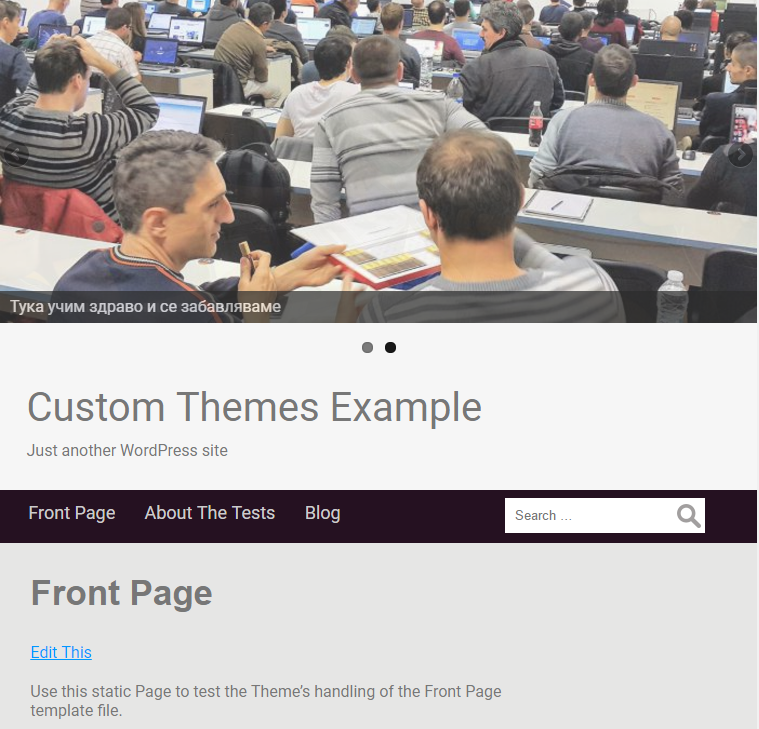 Тука учим здраво и се забавляваме
Custom Themes Example
Just another WordPress site
Front Page About The Tests Blog Search …
Front Page
Edit This
Use this static Page to test the Theme’s handling of the Front Page
template file.